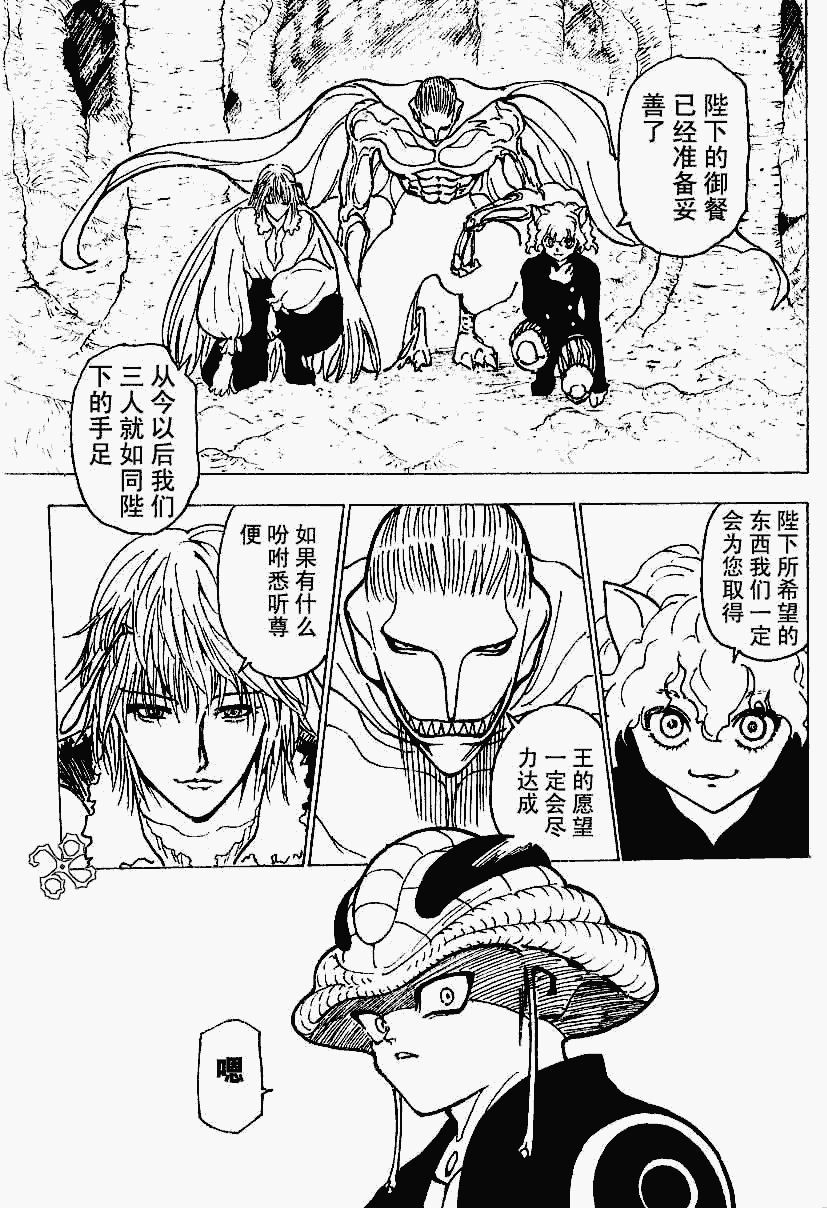 陛下的御餐
已经准备妥
善了
从今以后我们
三人就如同陛
下的手足
陛下所希望的
东西我们一定
会为您取得
王的愿望
一定会尽
力达成
如果有什么
吩咐悉听尊
便
嗯